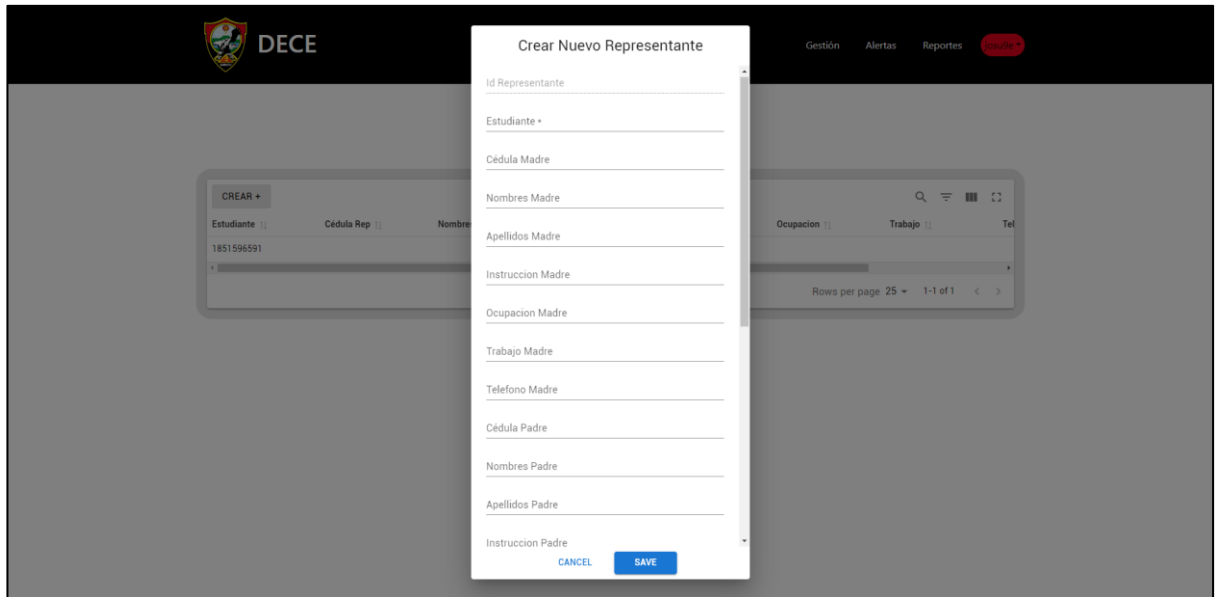 DECE
Gestión Alertas Reportes
Crear Nuevo Representante
Id Representante
Estudiante *
Cédula Madre
Nombres Madre
Apellidos Madre
Instruccion Madre
Ocupacion Madre
Trabajo Madre
Telefono Madre
Cédula Padre
Nombres Padre
Apellidos Padre
Instruccion Padre
CANCEL SAVE
CREAR +
Estudiante Cédula Rep Nombre Ocupacion Trabajo Tel
1851596591
Rows per page 25 1-1 of 1